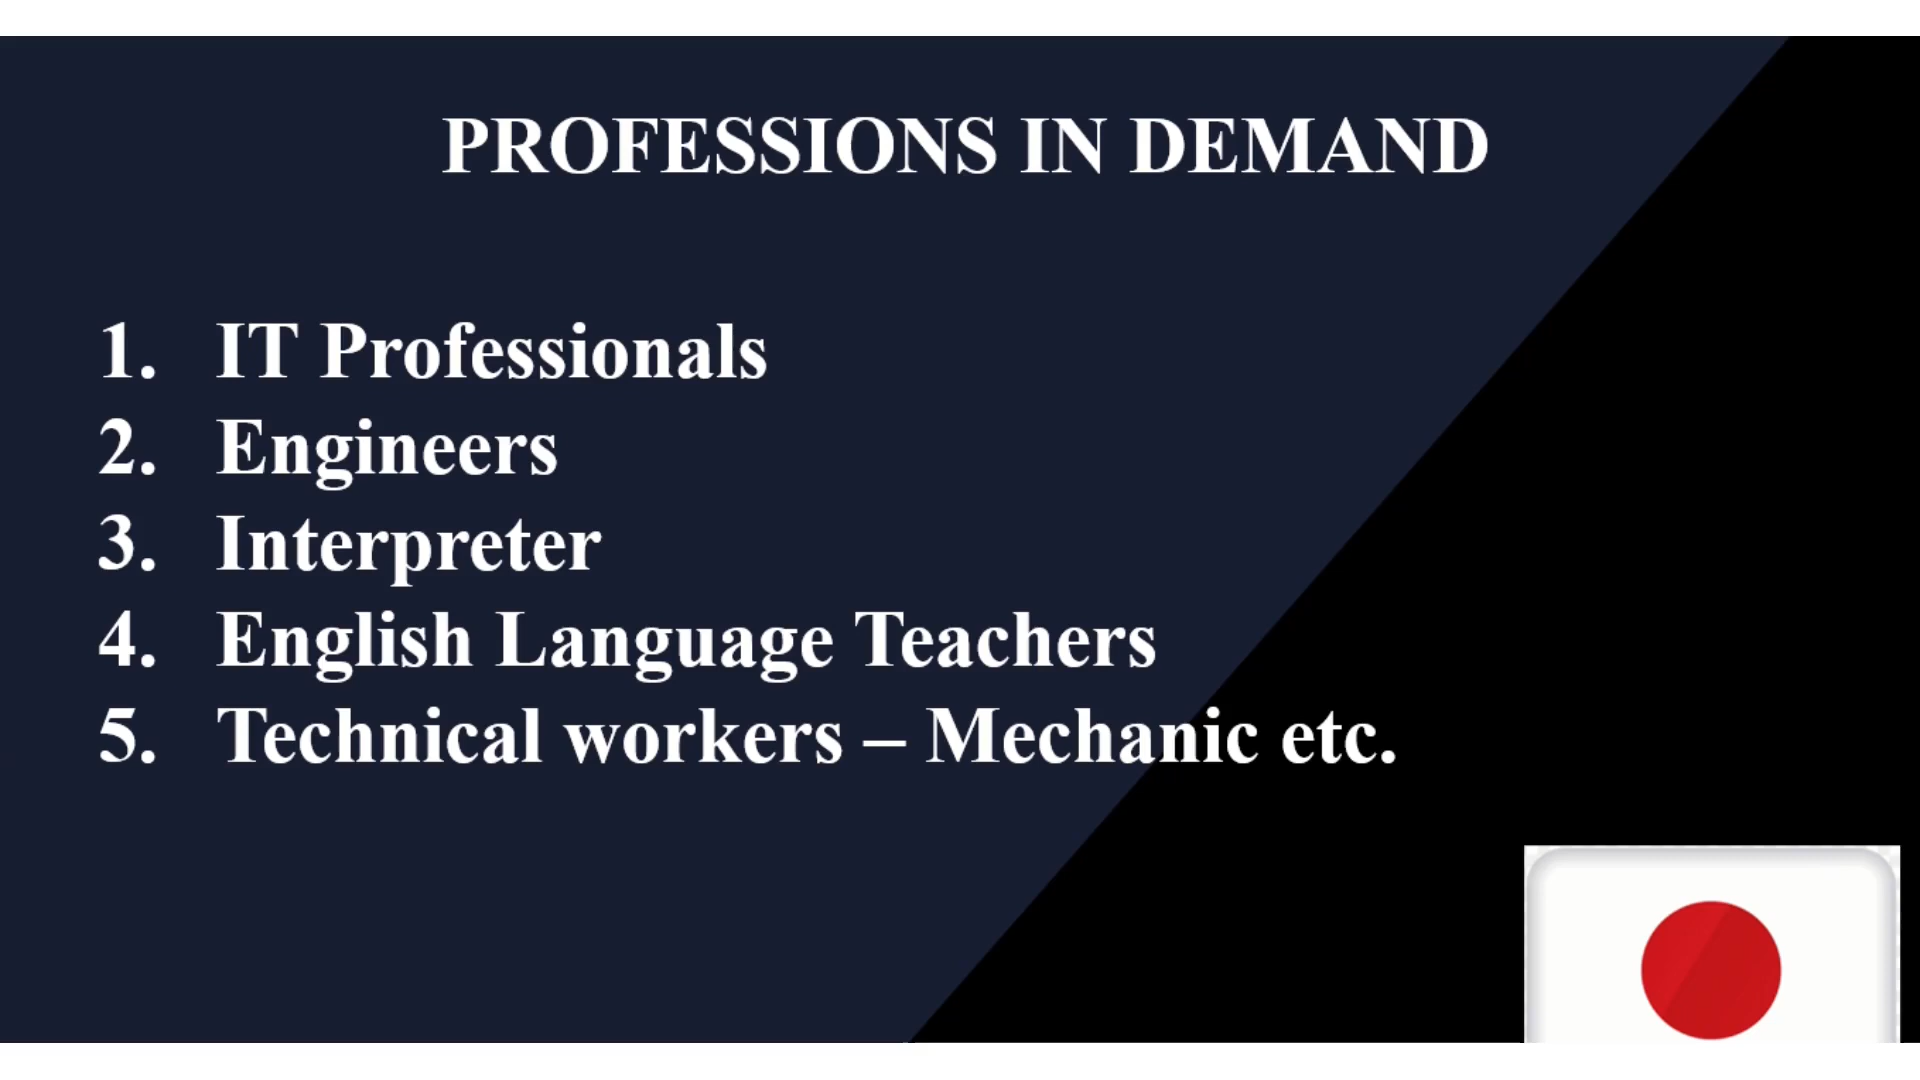 PROFESSIONS IN DEMAND
1. IT Professionals
2. Engineers
3. Interpreter
4. English Language Teachers
5. Technical workers – Mechanic etc.